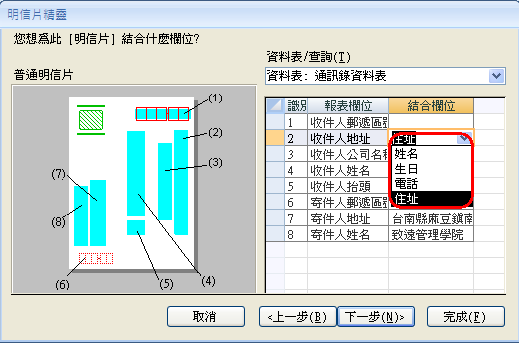 明信片精靈
您想爲此 [明信片] 結合什麼欄位?
資料表/查詢(T)
普通明信片
資料表: 通訊錄資料表
(1)
(2)
(3)
(7)
(8)
(6)
(5)
(4)
識別 報表欄位 結合欄位
1 收件人郵遞區號
2 收件人地址 住址
3 收件人公司名稱
4 收件人姓名
5 收件人抬頭
6 寄件人郵遞區號
7 寄件人地址 台南縣麻豆鎮南
8 寄件人姓名 致遠管理學院
姓名
生日
電話
住址
取消
<上一步(B)
下一步(N)>
完成(F)